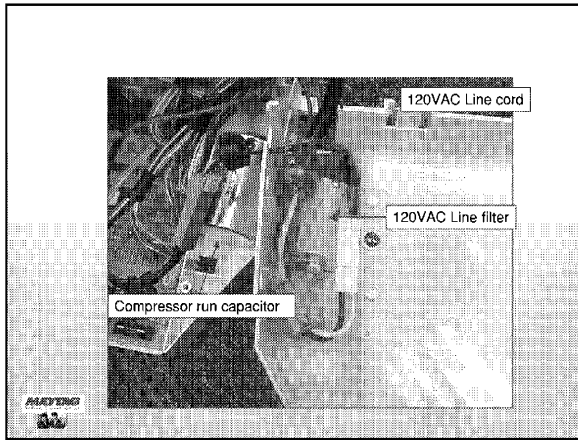 120VAC Line cord
120VAC Line filter
Compressor run capacitor
MAYTAG